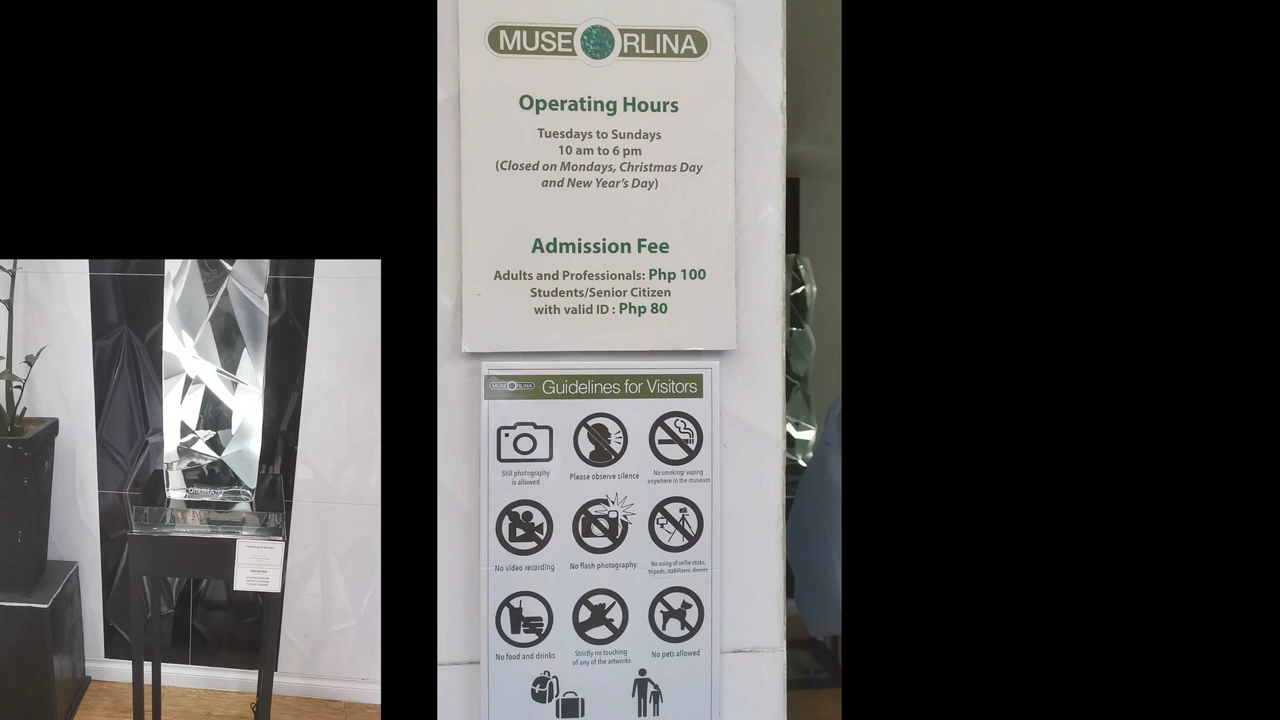 MUSEORLINA
Operating Hours
Tuesdays to Sundays
10 am to 6 pm
(Closed on Mondays, Christmas Day
and New Year's Day)
Admission Fee
Adults and Professionals: Php 100
Students/Senior Citizen
with valid ID : Php 80
MUSEORLINA Guidelines for Visitors
Still photography
is allowed
Please observe silence
No smoking/ vaping
anywhere in the museum
No video recording
No flash photography
No using of selfie sticks,
tripods, stabilizers, drones
No food and drinks
Strictly no touching
of any of the artworks
No pets allowed